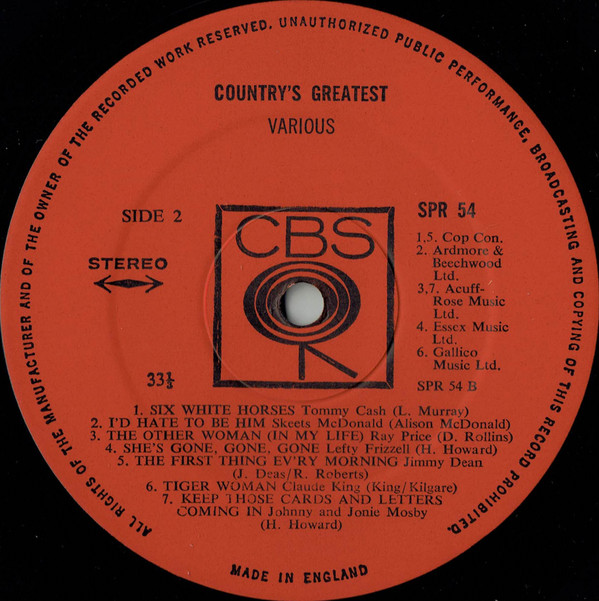 ALL RIGHTS OF THE MANUFACTURER AND OF THE OWNER OF THE RECORDED WORK RESERVED. UNAUTHORIZED PUBLIC PERFORMANCE, BROADCASTING AND COPYING OF THIS RECORD PROHIBITED.
COUNTRY'S GREATEST
VARIOUS
SIDE 2
STEREO
33⅓
CBS
SPR 54
1,5. Cop Con.
2. Ardmore &
Beechwood
Ltd.
3,7. Acuff-
Rose Music
Ltd.
4. Essex Music
Ltd.
6. Gallico
Music Ltd.
SPR 54 B
1. SIX WHITE HORSES Tommy Cash (L. Murray)
2. I'D HATE TO BE HIM Skeets McDonald (Alison McDonald)
3. THE OTHER WOMAN (IN MY LIFE) Ray Price (D. Rollins)
4. SHE'S GONE, GONE, GONE Lefty Frizzell (H. Howard)
5. THE FIRST THING EV'RY MORNING Jimmy Dean
(J. Deas/R. Roberts)
6. TIGER WOMAN Claude King (King/Kilgare)
7. KEEP THOSE CARDS AND LETTERS
COMING IN Johnny and Jonie Mosby
(H. Howard)
MADE IN ENGLAND